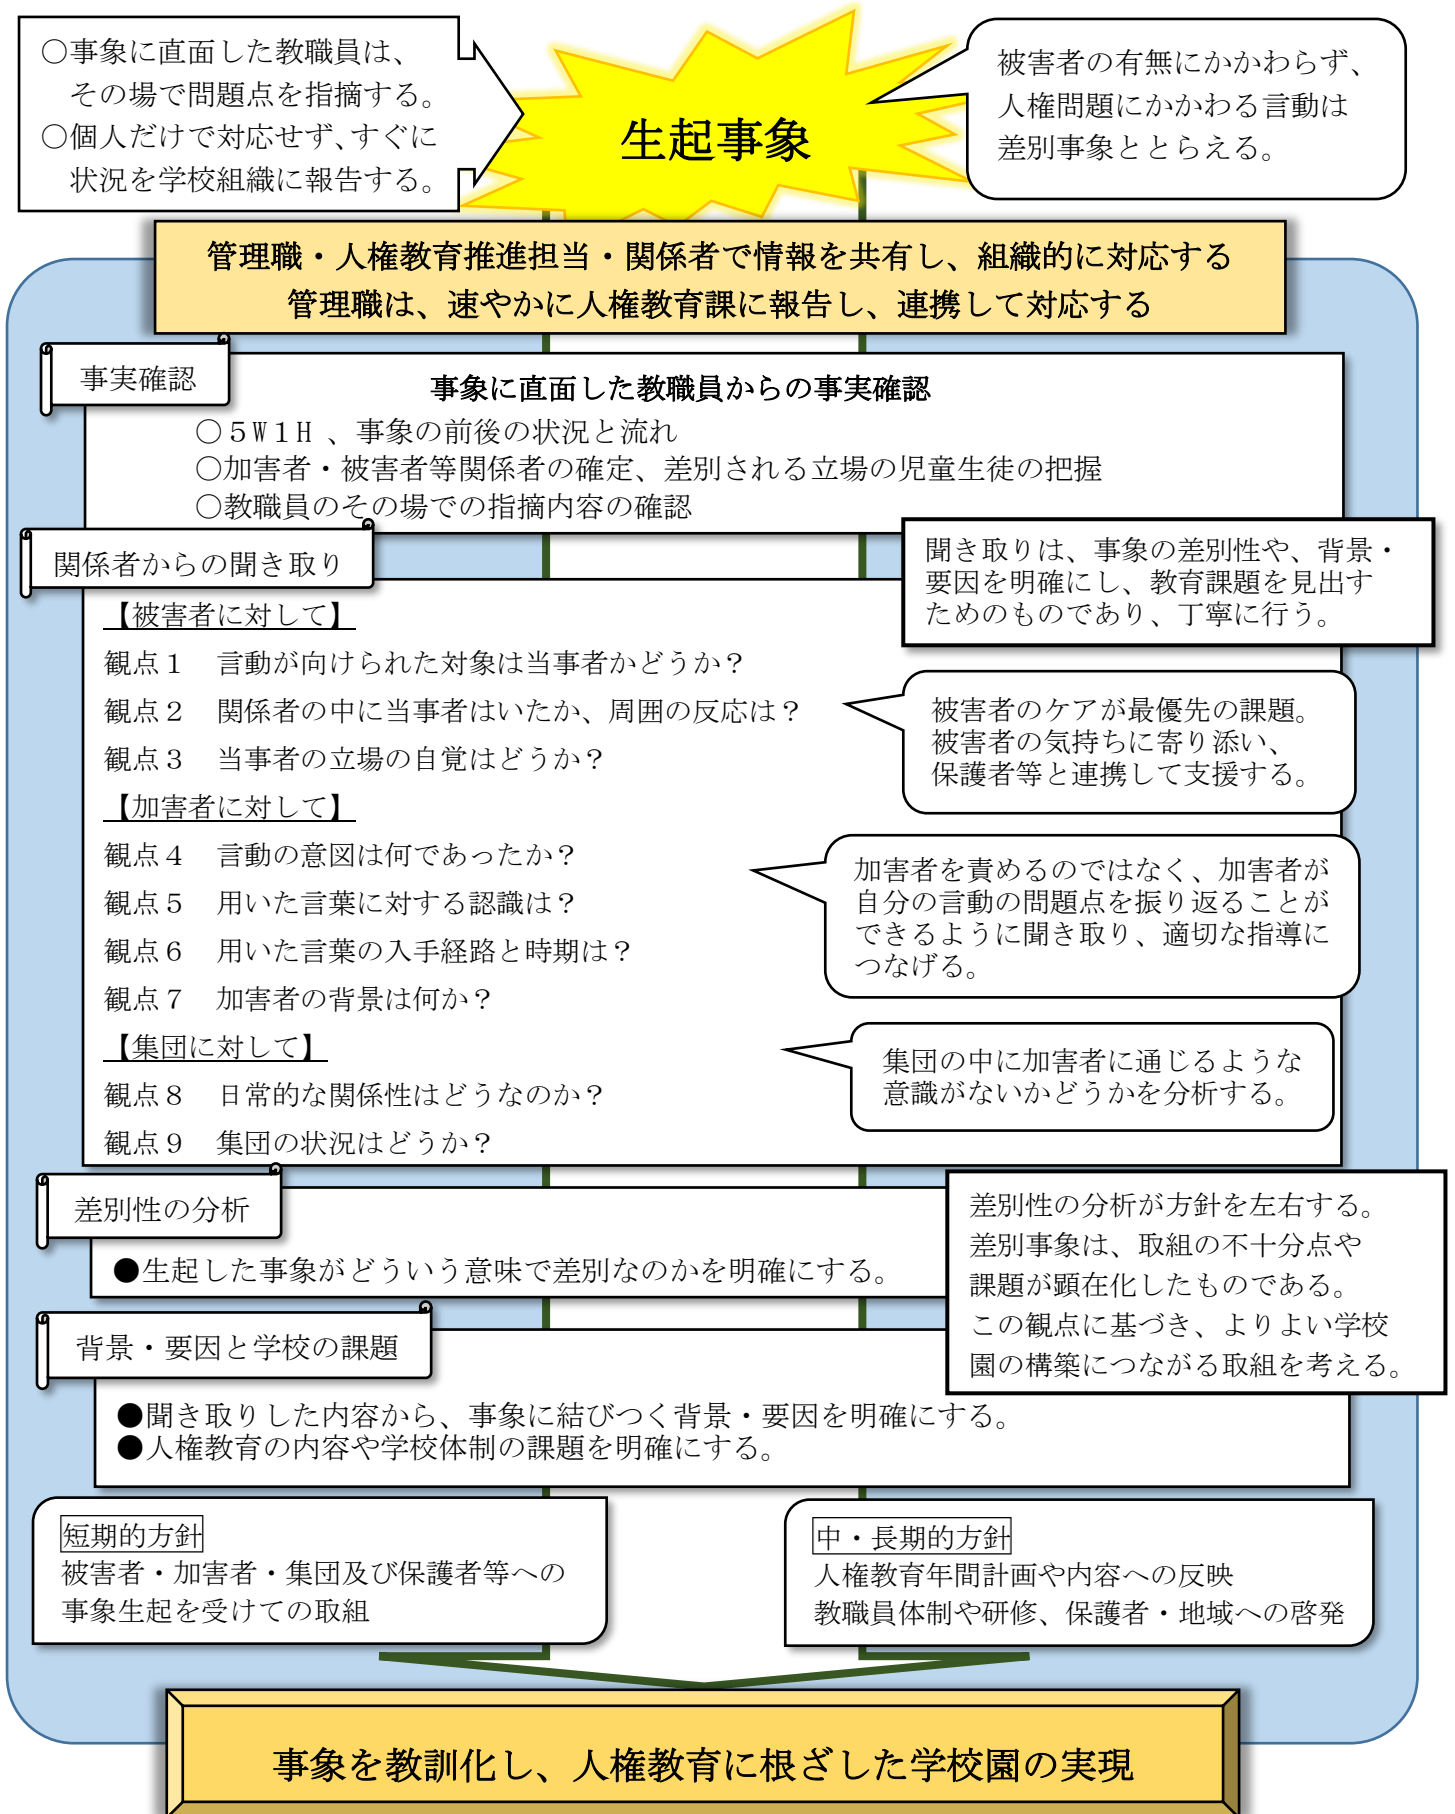 ○事象に直面した教職員は、
その場で問題点を指摘する。
○個人だけで対応せず、すぐに
状況を学校組織に報告する。
生起事象
被害者の有無にかかわらず、
人権問題にかかわる言動は
差別事象ととらえる。
管理職・人権教育推進担当・関係者で情報を共有し、組織的に対応する
管理職は、速やかに人権教育課に報告し、連携して対応する
事実確認
事象に直面した教職員からの事実確認
○５Ｗ１Ｈ 、事象の前後の状況と流れ
○加害者・被害者等関係者の確定、差別される立場の児童生徒の把握
○教職員のその場での指摘内容の確認
関係者からの聞き取り
聞き取りは、事象の差別性や、背景・
要因を明確にし、教育課題を見出す
ためのものであり、丁寧に行う。
【被害者に対して】
観点１　言動が向けられた対象は当事者かどうか？
観点２　関係者の中に当事者はいたか、周囲の反応は？
観点３　当事者の立場の自覚はどうか？
被害者のケアが最優先の課題。
被害者の気持ちに寄り添い、
保護者等と連携して支援する。
【加害者に対して】
観点４　言動の意図は何であったか？
観点５　用いた言葉に対する認識は？
観点６　用いた言葉の入手経路と時期は？
観点７　加害者の背景は何か？
加害者を責めるのではなく、加害者が
自分の言動の問題点を振り返ることが
できるように聞き取り、適切な指導に
つなげる。
【集団に対して】
観点８　日常的な関係性はどうなのか？
観点９　集団の状況はどうか？
集団の中に加害者に通じるような
意識がないかどうかを分析する。
差別性の分析
●生起した事象がどういう意味で差別なのかを明確にする。
差別性の分析が方針を左右する。
差別事象は、取組の不十分点や
課題が顕在化したものである。
この観点に基づき、よりよい学校
園の構築につながる取組を考える。
背景・要因と学校の課題
●聞き取りした内容から、事象に結びつく背景・要因を明確にする。
●人権教育の内容や学校体制の課題を明確にする。
短期的方針
被害者・加害者・集団及び保護者等への
事象生起を受けての取組
中・長期的方針
人権教育年間計画や内容への反映
教職員体制や研修、保護者・地域への啓発
事象を教訓化し、人権教育に根ざした学校園の実現